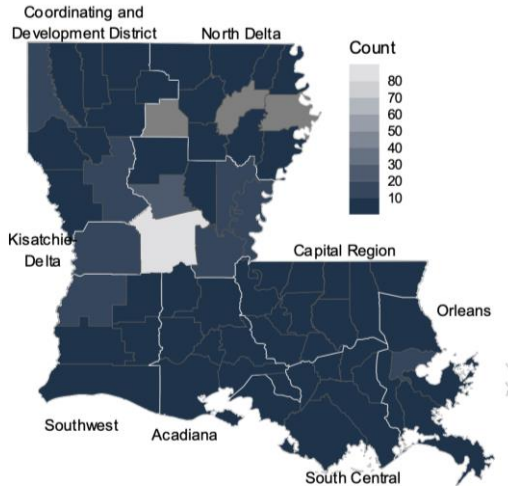 Coordinating and
Development District
North Delta
Count
80
70
60
50
40
30
20
10
Kisatchie-
Delta
Capital Region
Orleans
Southwest
Acadiana
South Central